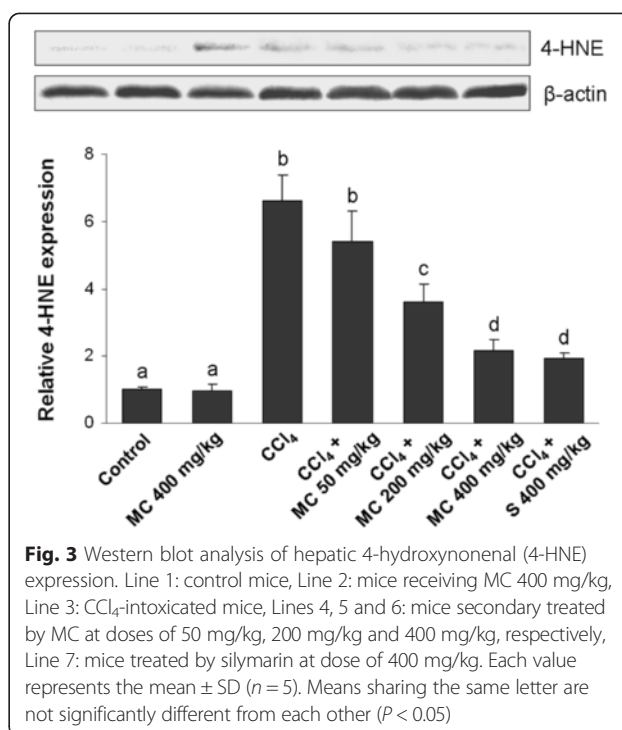 4-HNE
β-actin
8
6
4
2
0
Relative 4-HNE expression
a
a
b
b
c
d
d
Control
MC 400 mg/kg
CCl₄
CCl₄ +
MC 50 mg/kg
CCl₄ +
MC 200 mg/kg
CCl₄ +
MC 400 mg/kg
CCl₄ +
S 400 mg/kg
Fig. 3 Western blot analysis of hepatic 4-hydroxynonenal (4-HNE)
expression. Line 1: control mice, Line 2: mice receiving MC 400 mg/kg,
Line 3: CCl₄-intoxicated mice, Lines 4, 5 and 6: mice secondary treated
by MC at doses of 50 mg/kg, 200 mg/kg and 400 mg/kg, respectively,
Line 7: mice treated by silymarin at dose of 400 mg/kg. Each value
represents the mean ± SD (n = 5). Means sharing the same letter are
not significantly different from each other (P < 0.05)